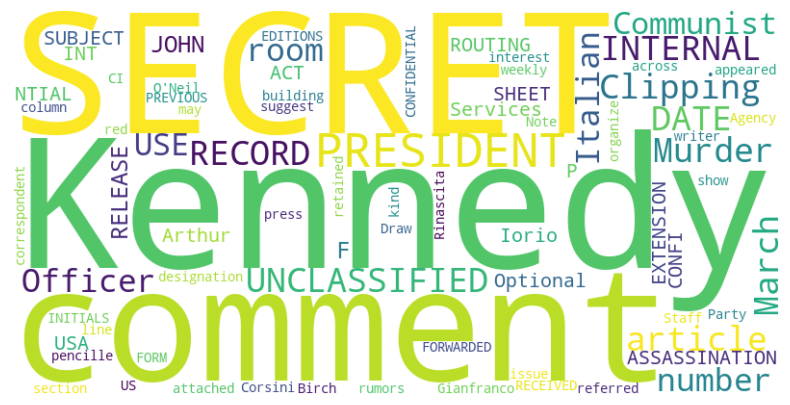 SECRET
Kennedy
comment
SUBJECT
INT
JOHN
EDITIONS
room
CONFIDENTIAL
ROUTING
interest
weekly
Communist
INTERNAL
across
appeared
NTIAL
column
CI
O'Neil
PREVIOUS
may
ACT
building
suggest
Services
SHEET
Note
Italian
Clipping
organize
DATE
Agency
writer
red
USE
RECORD
PRESIDENT
Murder
RELEASE
correspondent
retained
kind
Rinascita
P
show
press
Draw
Arthur
F
Iorio
EXTENSION
CONFI
March
Officer
designation
UNCLASSIFIED
Optional
INITIALS
line
USA
pencille
FORM
FORWARDED
Staff
Party
article
ASSASSINATION
section
US
attached
Corsini
Birch
rumors
Gianfranco
issue
RECEIVED
referred
number